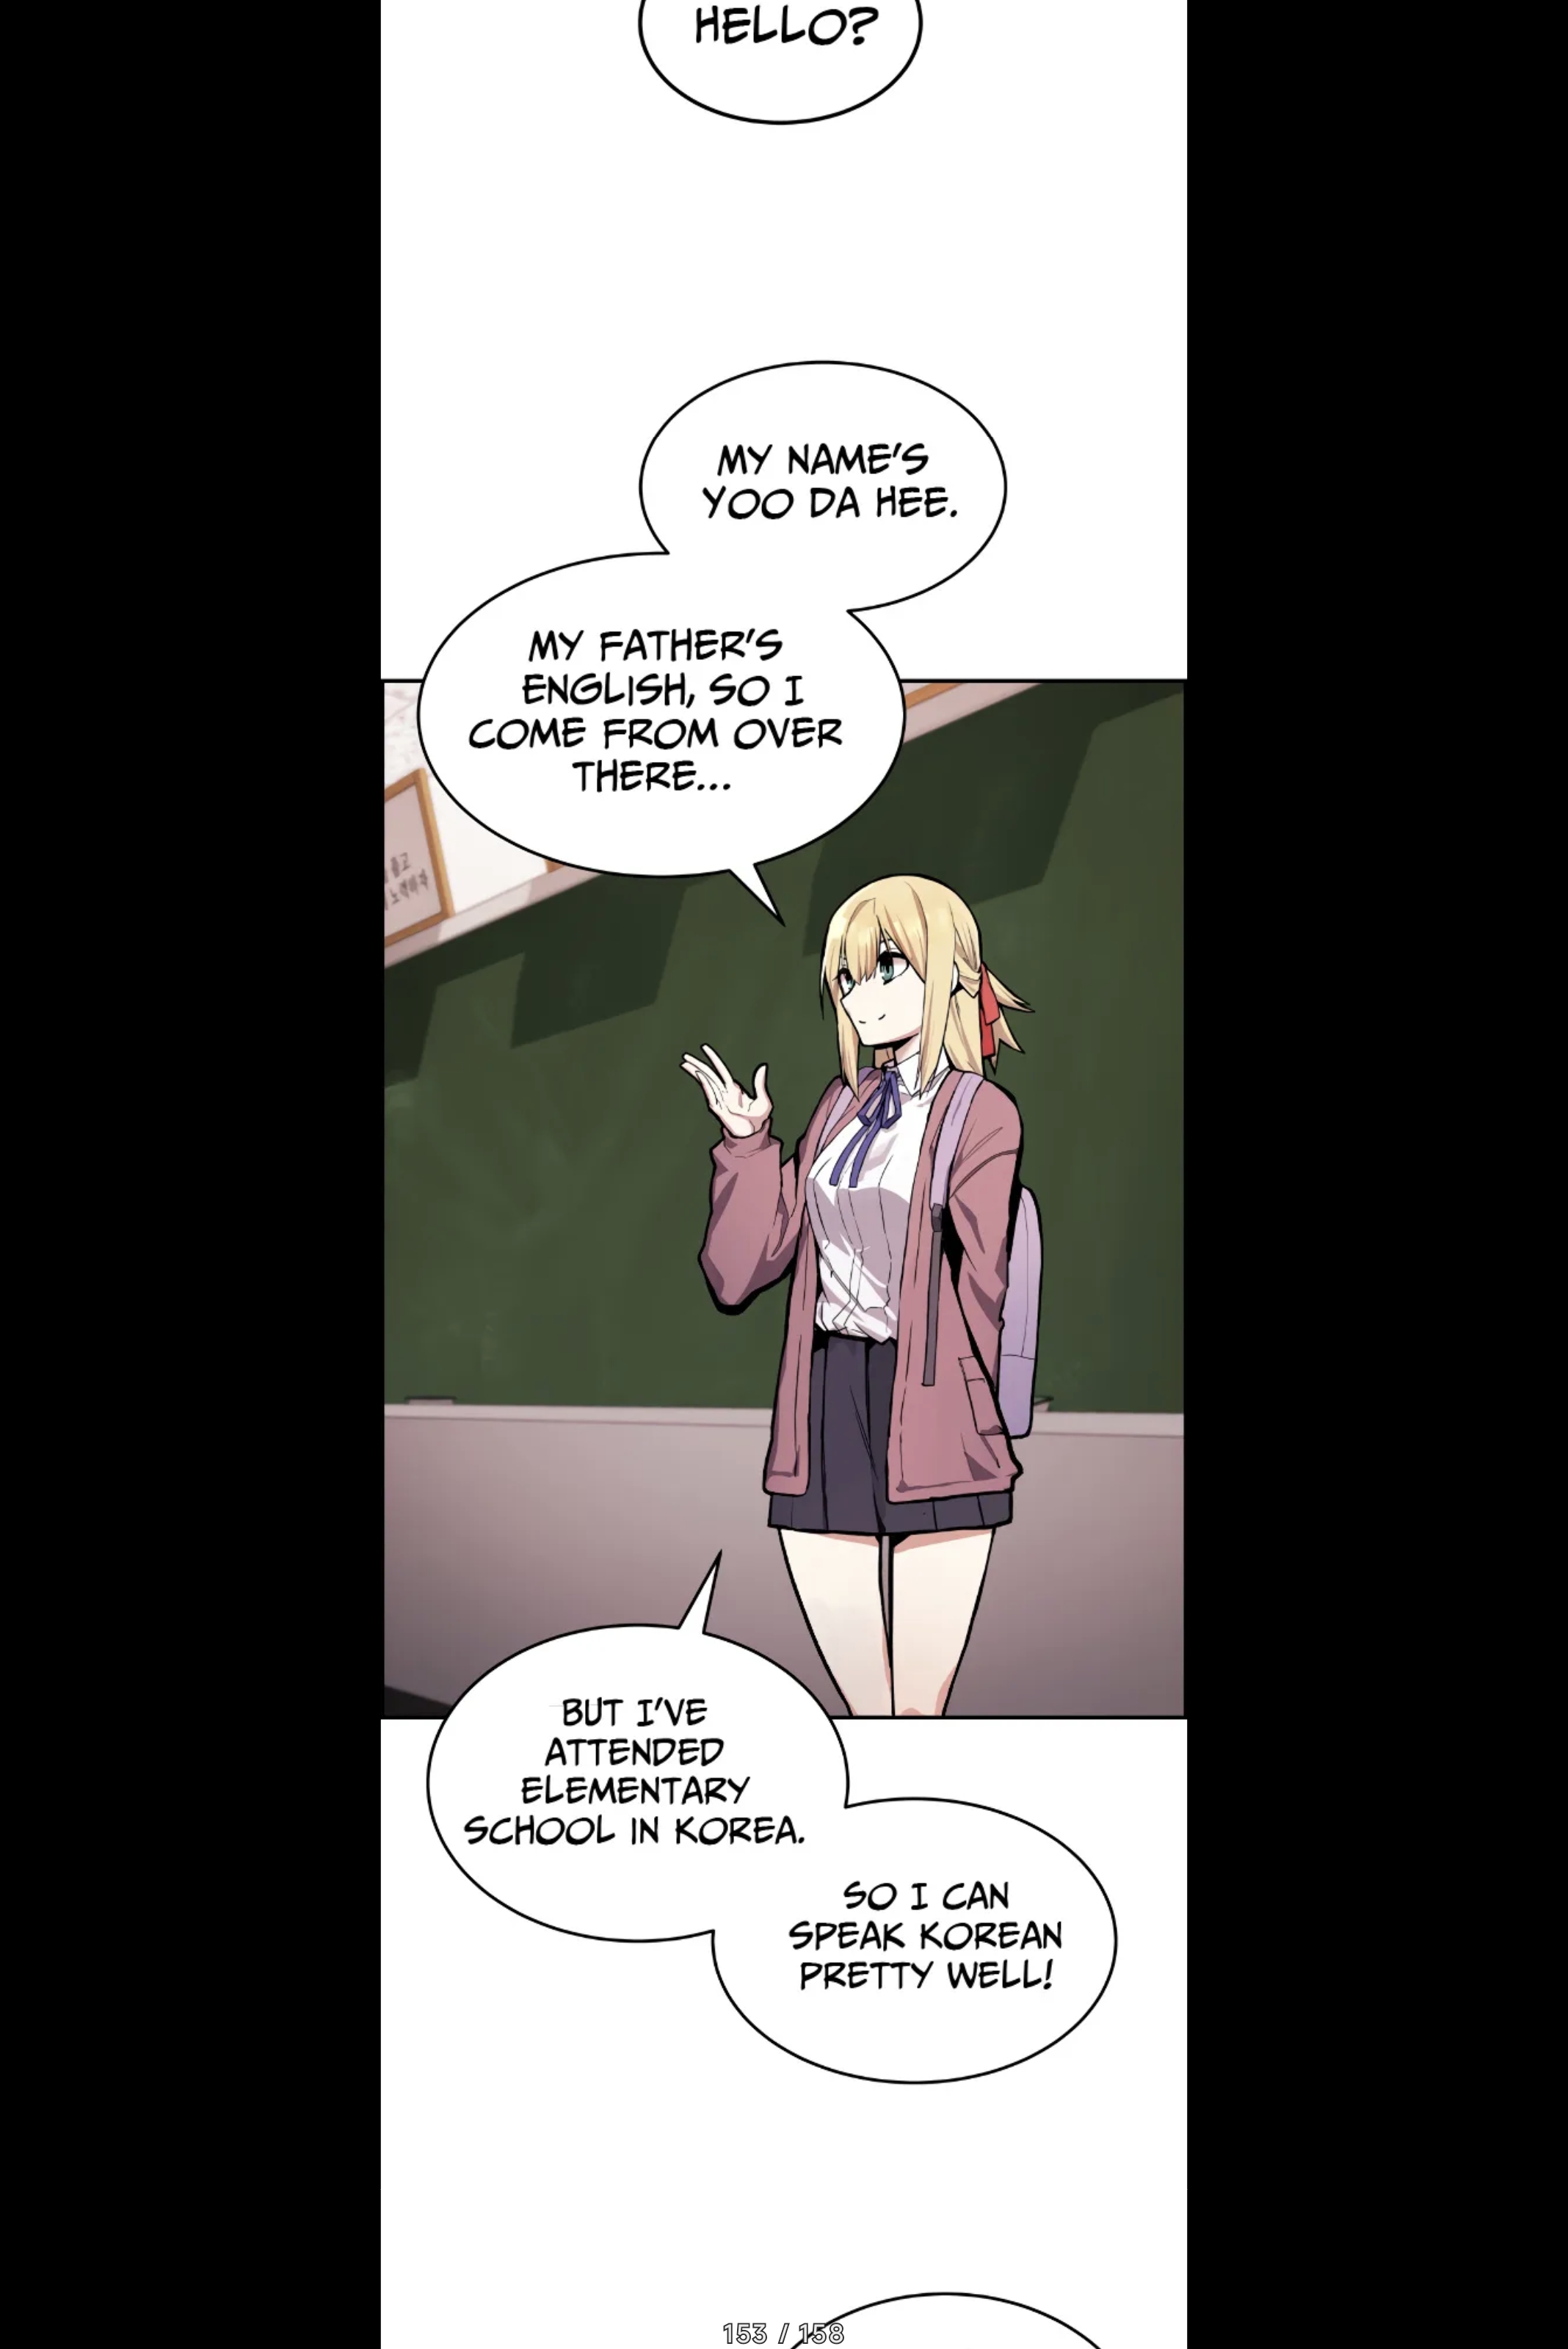 HELLO?
MY NAME'S
YOO DA HEE.
MY FATHER'S
ENGLISH, SO I
COME FROM OVER
THERE...
BUT I'VE
ATTENDED
ELEMENTARY
SCHOOL IN KOREA.
SO I CAN
SPEAK KOREAN
PRETTY WELL!
153 / 158